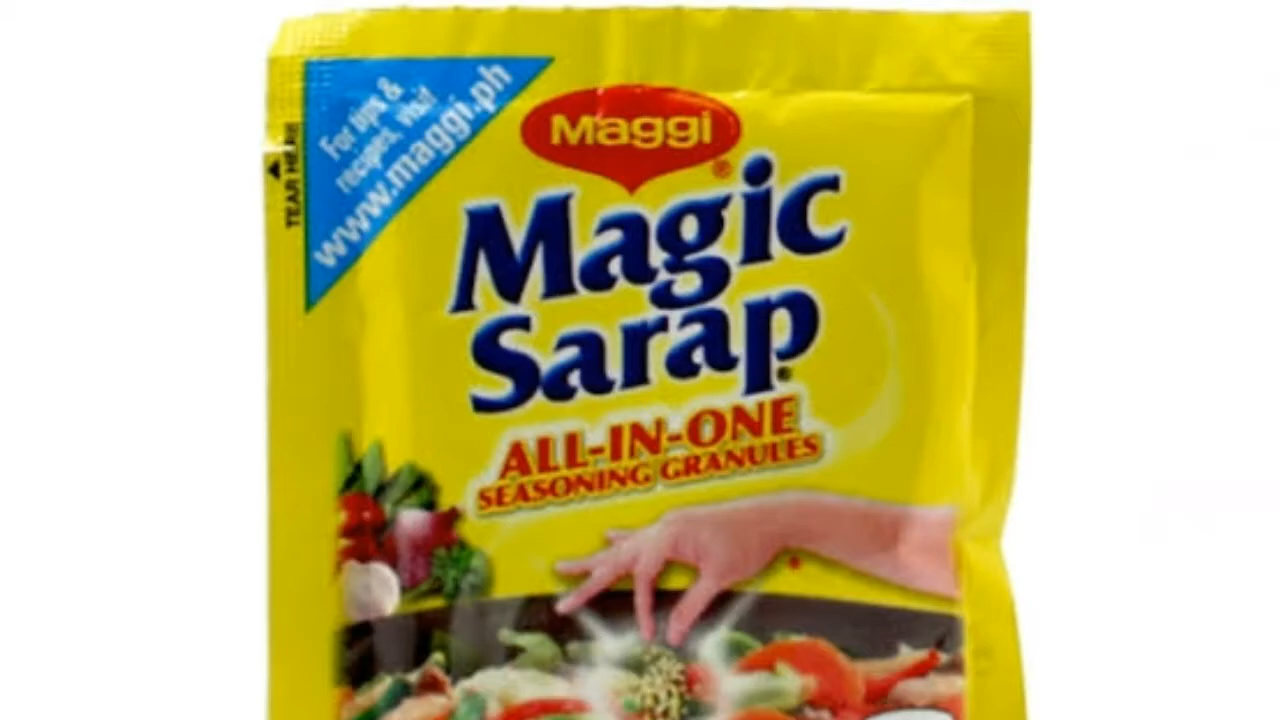 For tips &
recipes, visit
www.maggi.ph
TEAR HERE
Maggi
Magic
Sarap
ALL-IN-ONE
SEASONING GRANULES